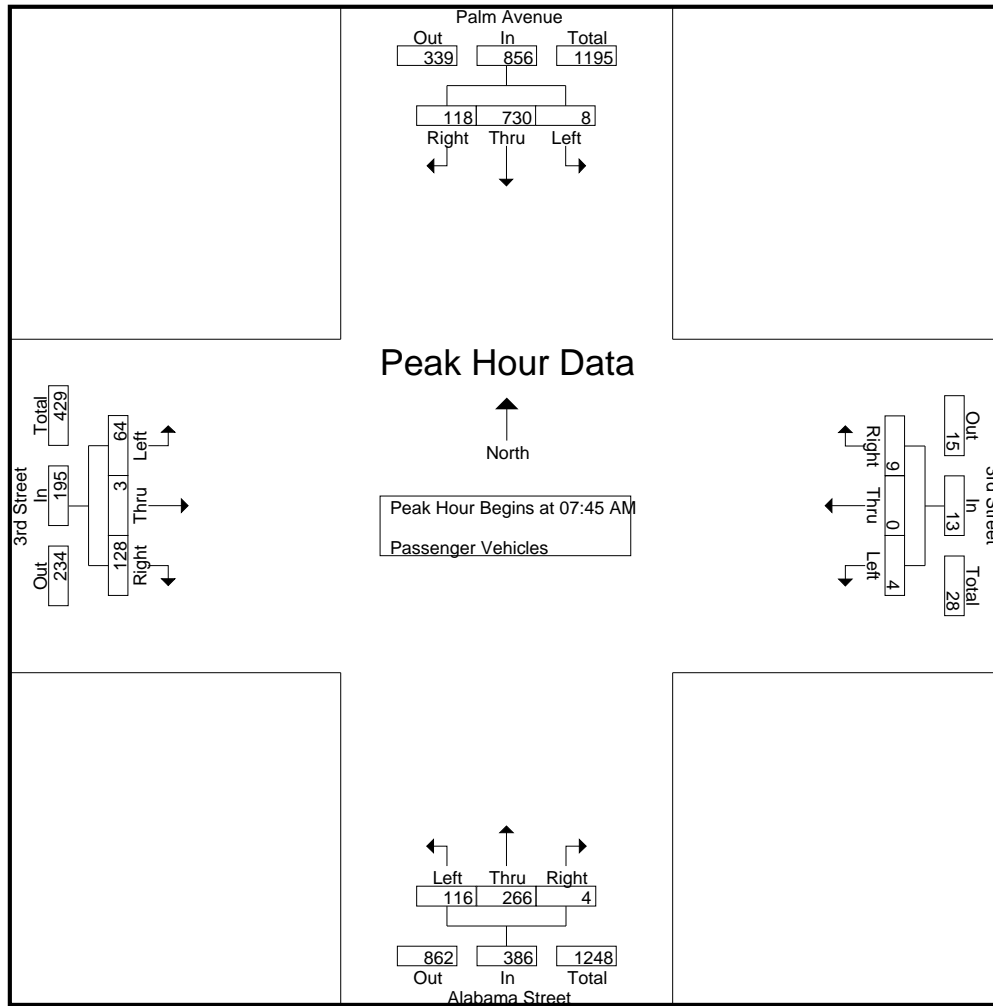 Palm Avenue
Out In Total
339 856 1195
118 730 8
Right Thru Left
Peak Hour Data
North
Peak Hour Begins at 07:45 AM
Passenger Vehicles
3rd Street
Total In Out
429 195 234
64 3 128
Left Thru Right
3rd Street
Out In Total
15 13 28
Right Thru Left
9 0 4
Left Thru Right
116 266 4
862 386 1248
Out In Total
Alabama Street